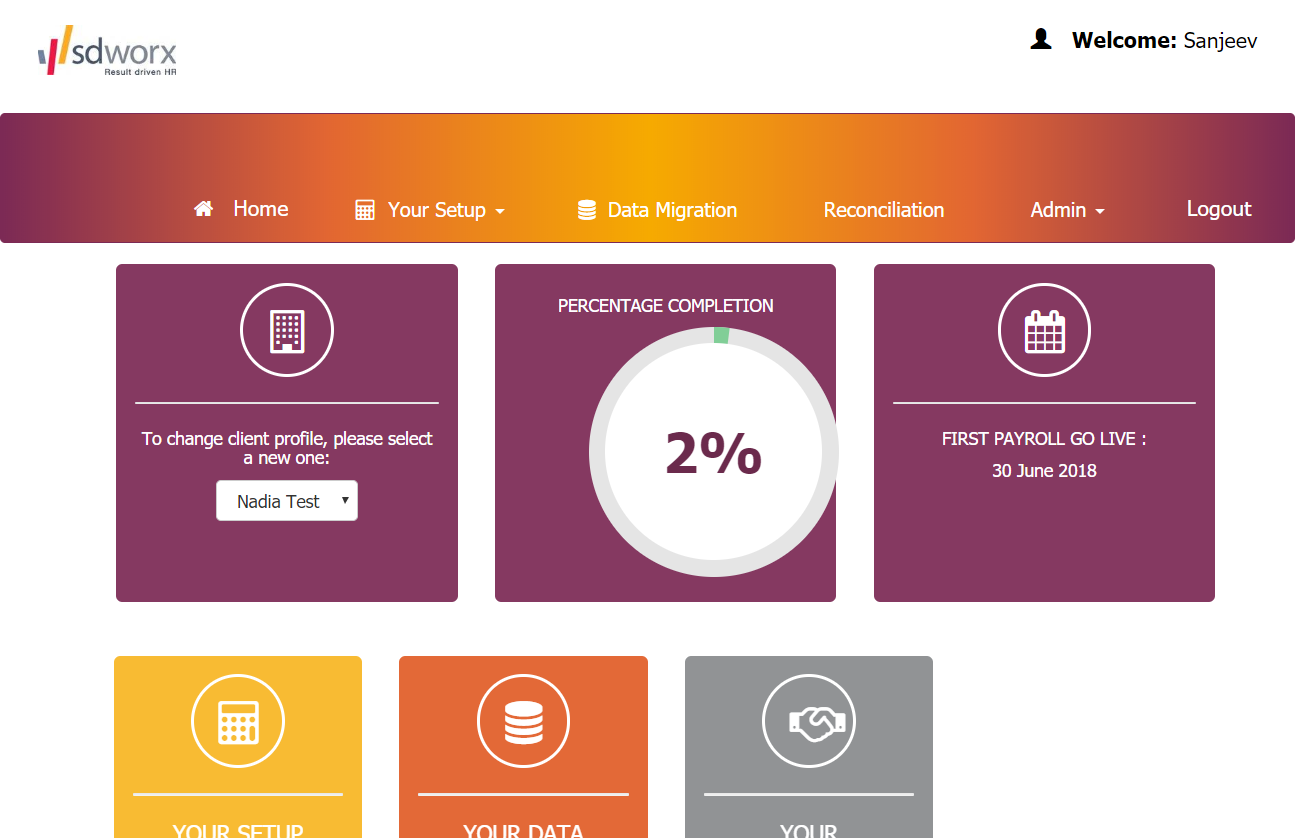 sdworx
Result driven HR
Welcome: Sanjeev
Home
Your Setup
Data Migration
Reconciliation
Admin
Logout
To change client profile, please select
a new one:
Nadia Test
PERCENTAGE COMPLETION
2%
FIRST PAYROLL GO LIVE :
30 June 2018
YOUR SETUP
YOUR DATA
YOUR